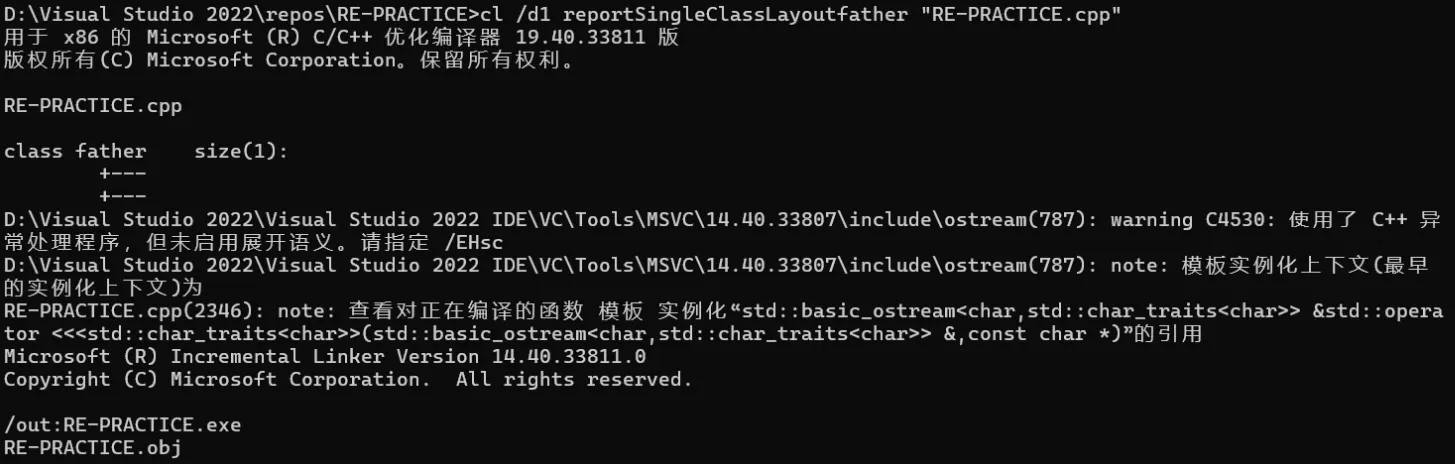 D:\Visual Studio 2022\repos\RE-PRACTICE>cl /d1 reportSingleClassLayoutfather "RE-PRACTICE.cpp"
用于 x86 的 Microsoft (R) C/C++ 优化编译器 19.40.33811 版
版权所有(C) Microsoft Corporation。保留所有权利。
RE-PRACTICE.cpp
class father    size(1):
        +---
        +---
D:\Visual Studio 2022\Visual Studio 2022 IDE\VC\Tools\MSVC\14.40.33807\include\ostream(787): warning C4530: 使用了 C++ 异
常处理程序，但未启用展开语义。请指定 /EHsc
D:\Visual Studio 2022\Visual Studio 2022 IDE\VC\Tools\MSVC\14.40.33807\include\ostream(787): note: 模板实例化上下文(最早
的实例化上下文)为
RE-PRACTICE.cpp(2346): note: 查看对正在编译的函数 模板 实例化“std::basic_ostream<char,std::char_traits<char>> &std::opera
tor <<<std::char_traits<char>>(std::basic_ostream<char,std::char_traits<char>> &,const char *)”的引用
Microsoft (R) Incremental Linker Version 14.40.33811.0
Copyright (C) Microsoft Corporation.  All rights reserved.
/out:RE-PRACTICE.exe
RE-PRACTICE.obj